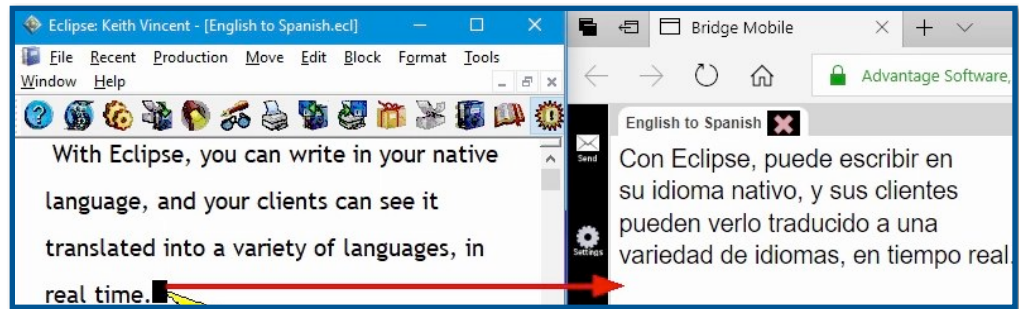 Eclipse: Keith Vincent - [English to Spanish.ecl]
File Recent Production Move Edit Block Format Tools
Window Help
With Eclipse, you can write in your native
language, and your clients can see it
translated into a variety of languages, in
real time.
Bridge Mobile
Advantage Software,
English to Spanish
Send
Settings
Con Eclipse, puede escribir en
su idioma nativo, y sus clientes
pueden verlo traducido a una
variedad de idiomas, en tiempo real.